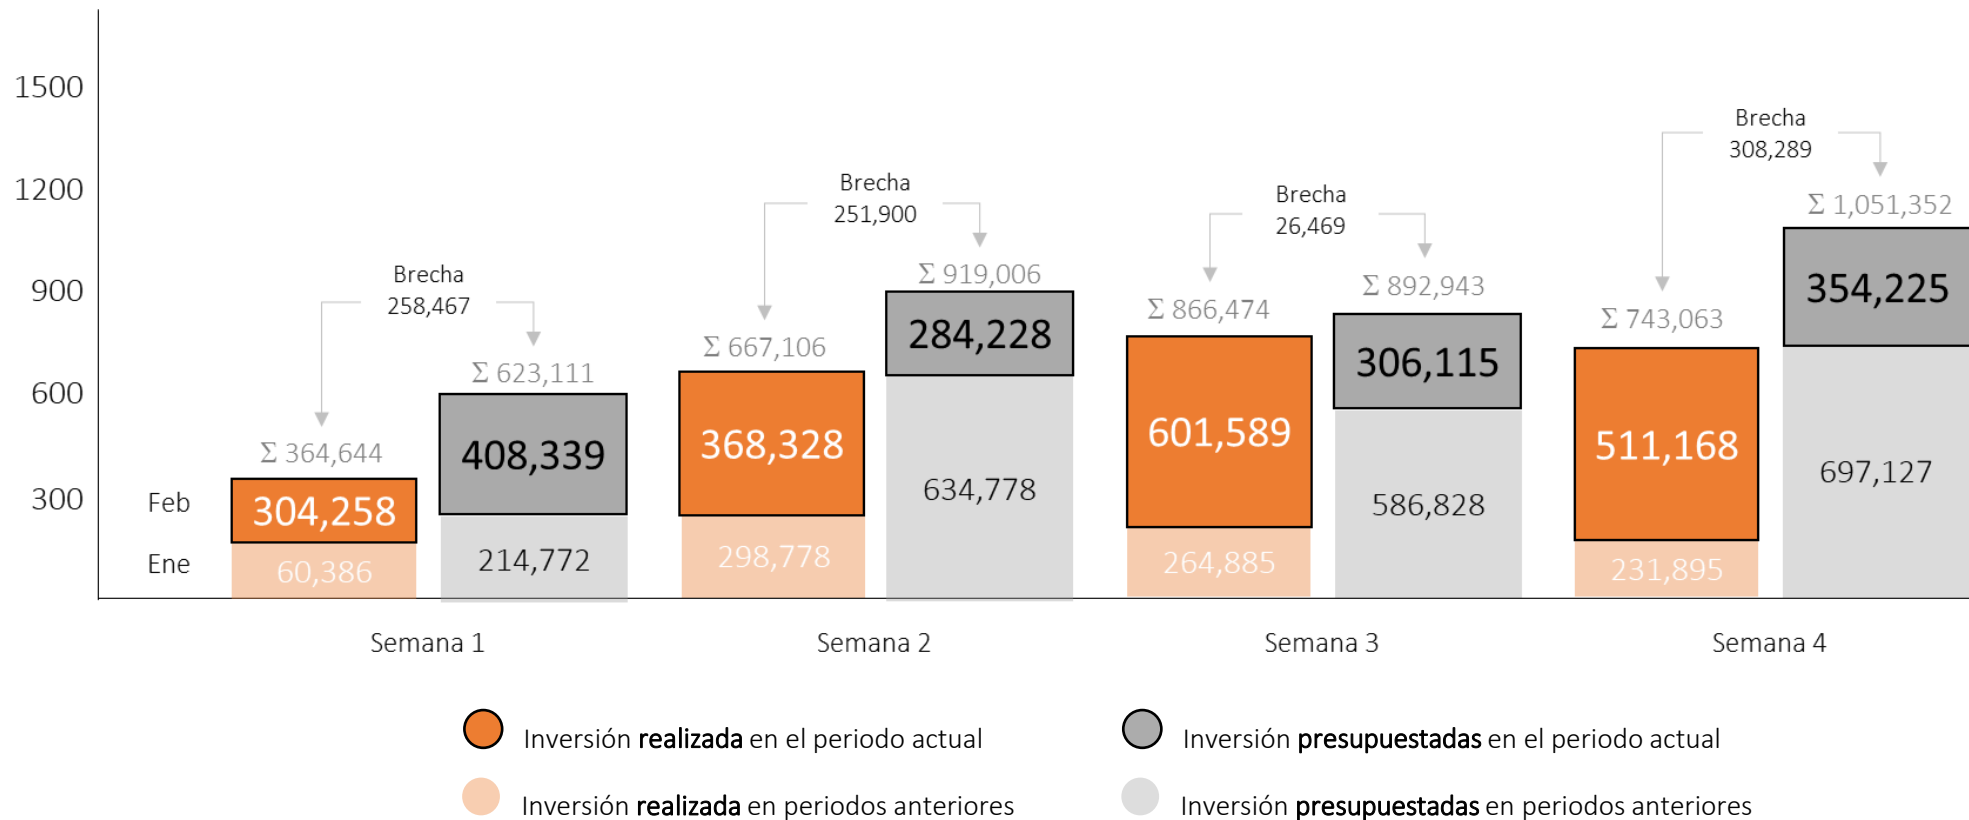 1500
1200
900
600
300
Feb
Ene
Brecha
258,467
Σ 364,644
304,258
60,386
Σ 623,111
408,339
214,772
Semana 1
Brecha
251,900
Σ 667,106
368,328
298,778
Σ 919,006
284,228
634,778
Semana 2
Brecha
26,469
Σ 866,474
601,589
264,885
Σ 892,943
306,115
586,828
Semana 3
Brecha
308,289
Σ 743,063
511,168
231,895
Σ 1,051,352
354,225
697,127
Semana 4
Inversión realizada en el periodo actual
Inversión presupuestadas en el periodo actual
Inversión realizada en periodos anteriores
Inversión presupuestadas en periodos anteriores